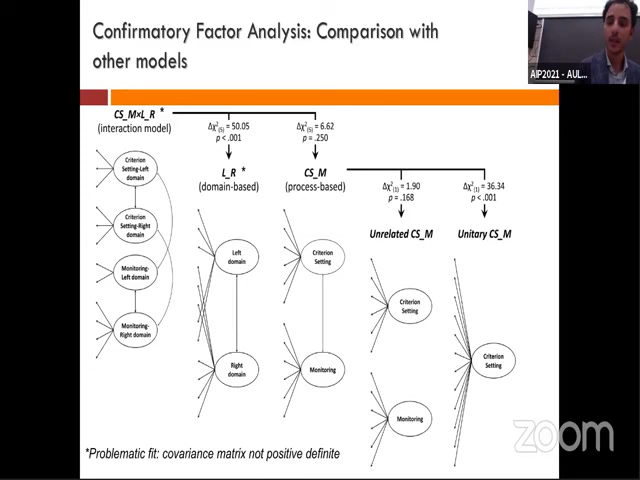 Confirmatory Factor Analysis: Comparison with
other models
AIP2021 - AUL...
CS_M×L_R *
(interaction model)
Δχ²(5) = 50.05
p < .001
Δχ²(5) = 6.62
p = .250
L_R *
(domain-based)
CS_M
(process-based)
Δχ²(1) = 1.90
p = .168
Δχ²(1) = 36.34
p < .001
Unrelated CS_M
Unitary CS_M
Criterion
Setting-Left
domain
Criterion
Setting-Right
domain
Monitoring-
Left domain
Monitoring-
Right domain
Left
domain
Right
domain
Criterion
Setting
Monitoring
Criterion
Setting
Monitoring
Criterion
Setting
*Problematic fit: covariance matrix not positive definite
zoom